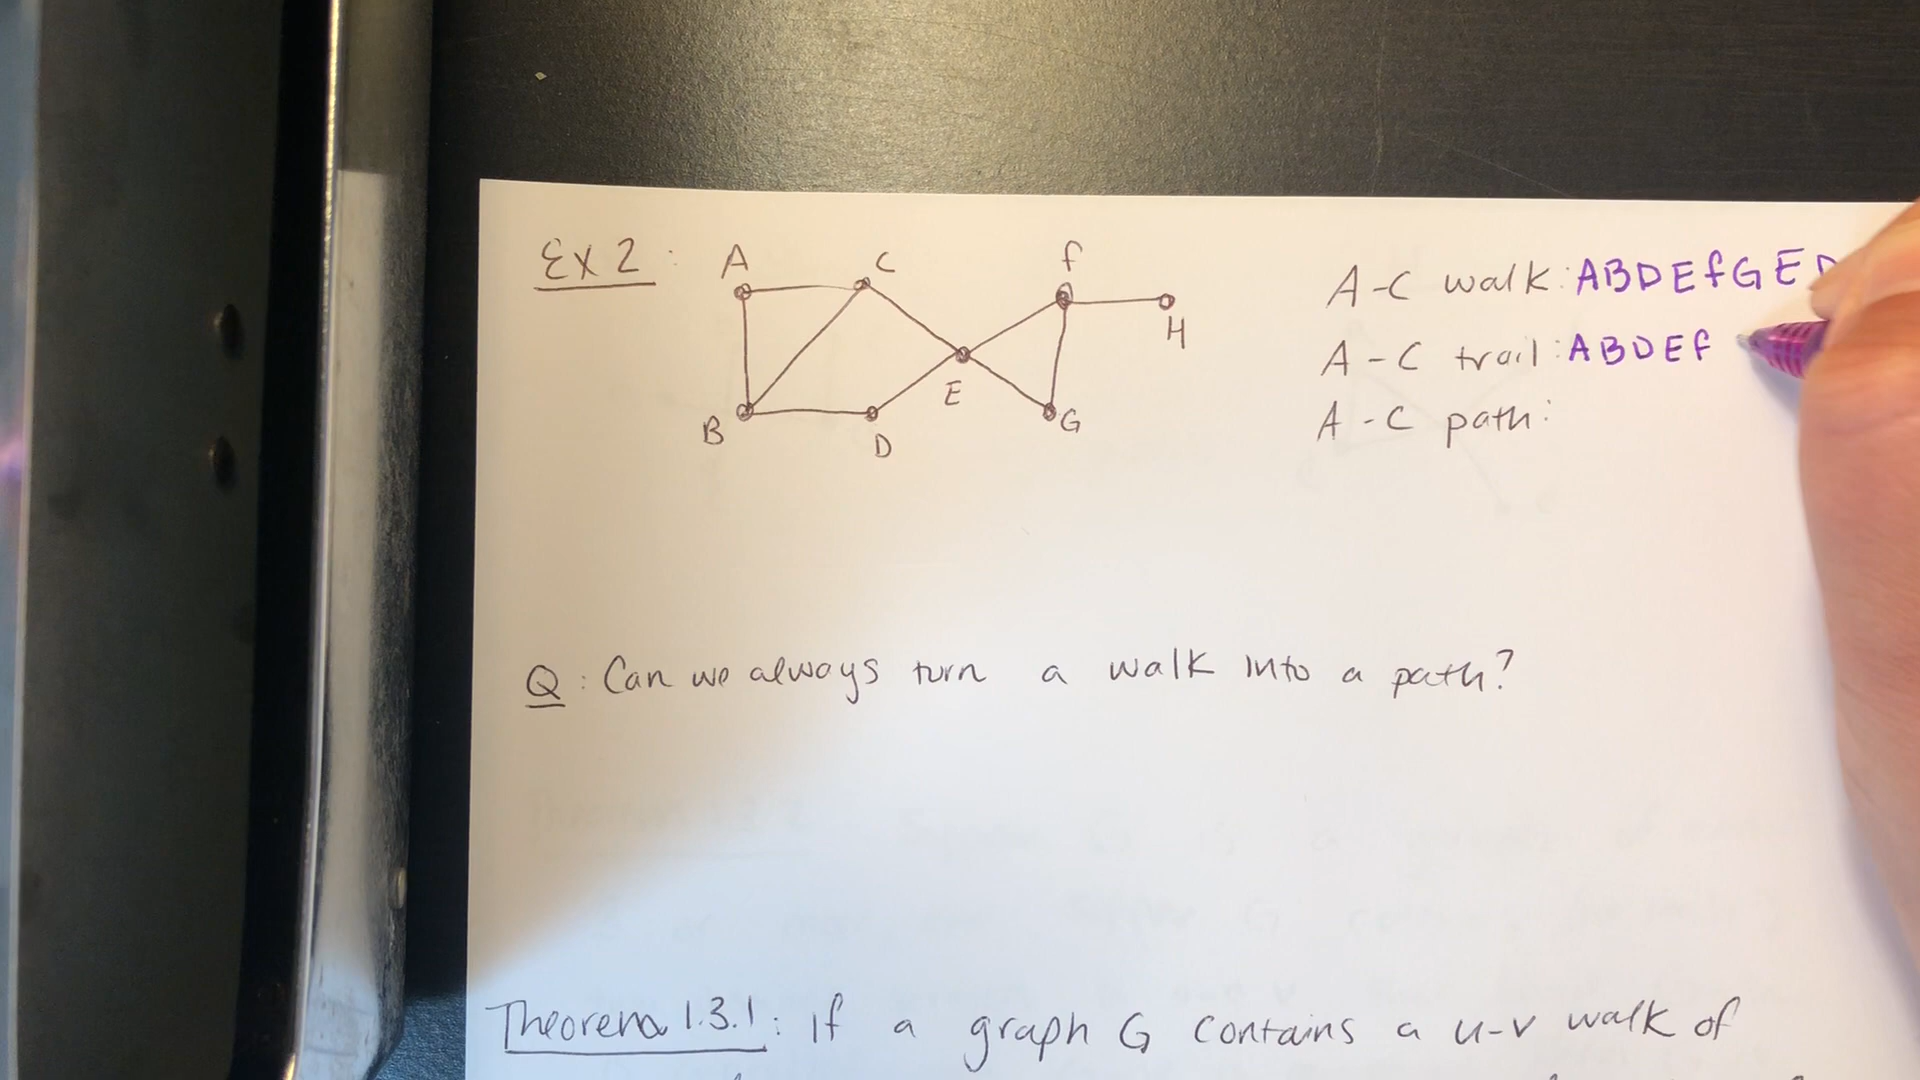 Ex 2:
A C f
H
E
B D G
A-C walk: ABDEfGED
A-C trail: ABDEf
A-C path:
Q: Can we always turn a walk into a path?
Theorem 1.3.1: If a graph G contains a u-v walk of